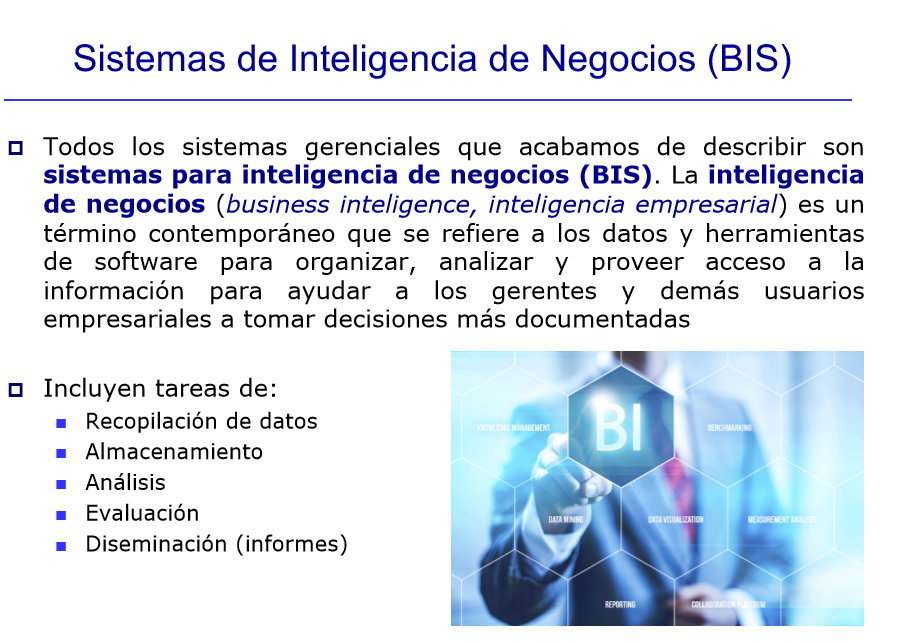 Sistemas de Inteligencia de Negocios (BIS)
Todos los sistemas gerenciales que acabamos de describir son
sistemas para inteligencia de negocios (BIS). La inteligencia
de negocios (business inteligence, inteligencia empresarial) es un
término contemporáneo que se refiere a los datos y herramientas
de software para organizar, analizar y proveer acceso a la
información para ayudar a los gerentes y demás usuarios
empresariales a tomar decisiones más documentadas
Incluyen tareas de:
Recopilación de datos
Almacenamiento
Análisis
Evaluación
Diseminación (informes)
BI
KNOWLEDGE MANAGEMENT
BENCHMARKING
DATA MINING
DATA VISUALIZATION
MEASUREMENT ANALYSIS
REPORTING
COLLABORATION PLATFORM